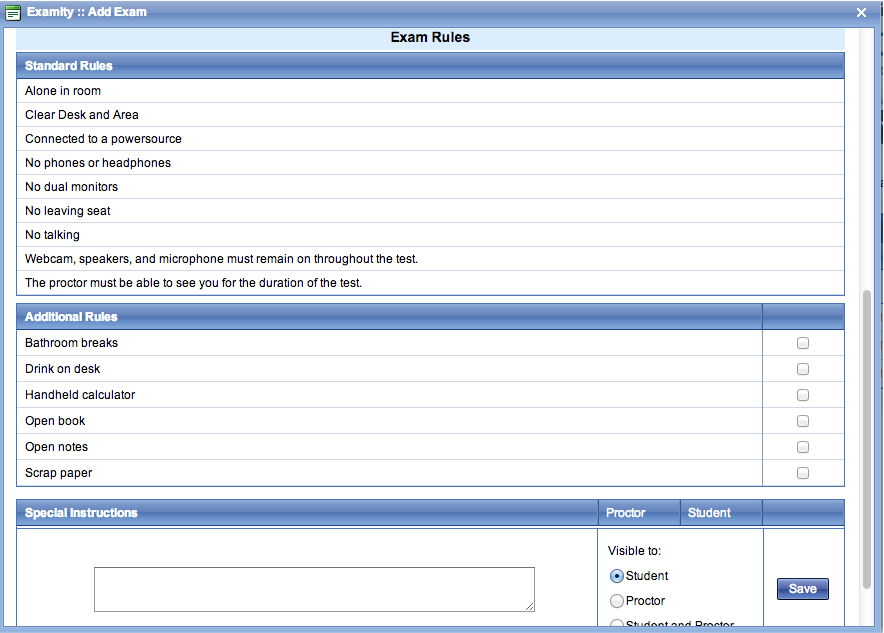 Examity :: Add Exam
Exam Rules
Standard Rules
Alone in room
Clear Desk and Area
Connected to a powersource
No phones or headphones
No dual monitors
No leaving seat
No talking
Webcam, speakers, and microphone must remain on throughout the test.
The proctor must be able to see you for the duration of the test.
Additional Rules
Bathroom breaks
Drink on desk
Handheld calculator
Open book
Open notes
Scrap paper
Special Instructions Proctor Student
Visible to:
Student
Save
Proctor
Student and Proctor